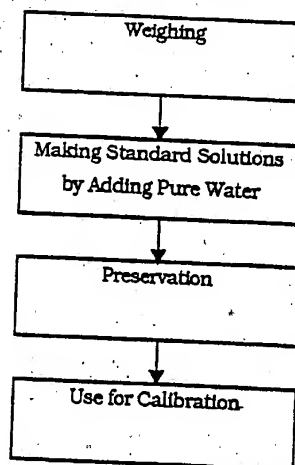 Weighing
Making Standard Solutions
by Adding Pure Water
Preservation
Use for Calibration